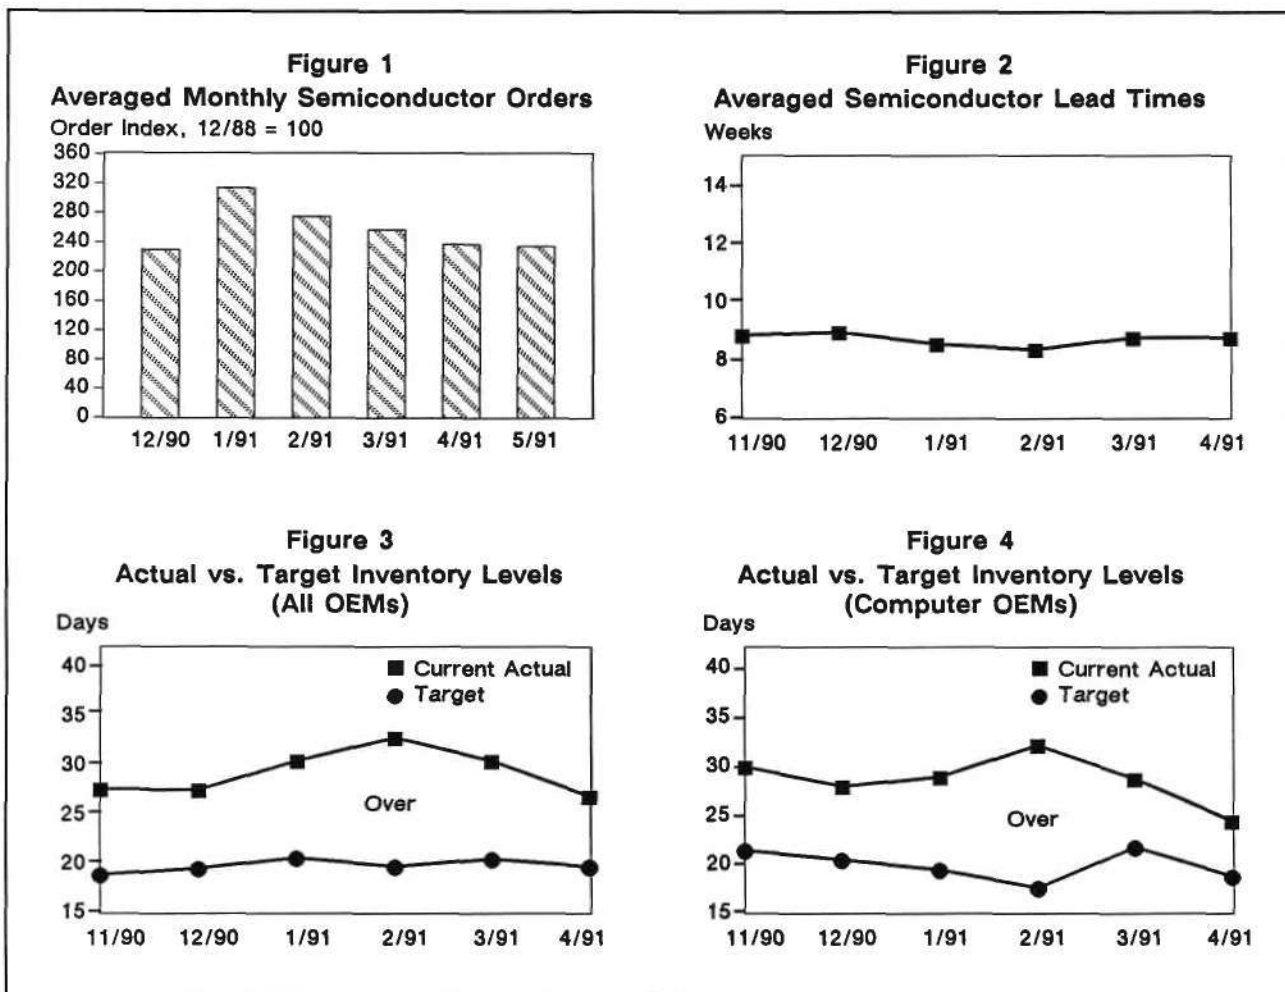 Figure 1
Averaged Monthly Semiconductor Orders
Order Index, 12/88 = 100
360
320
280
240
200
160
120
80
40
0
12/90 1/91 2/91 3/91 4/91 5/91
Figure 2
Averaged Semiconductor Lead Times
Weeks
14
12
10
8
6
11/90 12/90 1/91 2/91 3/91 4/91
Figure 3
Actual vs. Target Inventory Levels
(All OEMs)
Days
40
35
30
25
20
15
Current Actual
Target
Over
11/90 12/90 1/91 2/91 3/91 4/91
Figure 4
Actual vs. Target Inventory Levels
(Computer OEMs)
Days
40
35
30
25
20
15
Current Actual
Target
Over
11/90 12/90 1/91 2/91 3/91 4/91